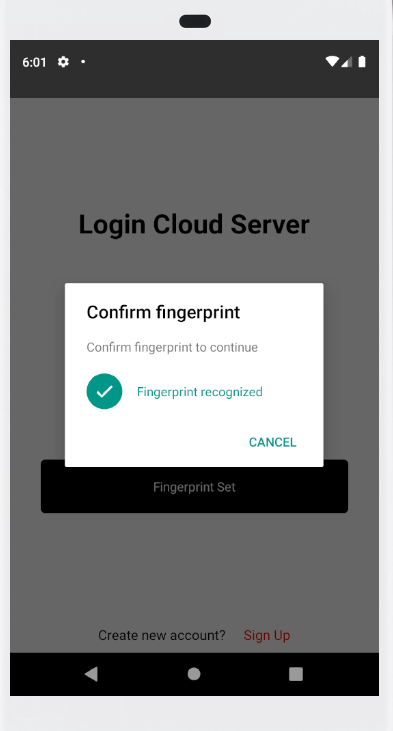 6:01
Login Cloud Server
Confirm fingerprint
Confirm fingerprint to continue
Fingerprint recognized
CANCEL
Fingerprint Set
Create new account? Sign Up